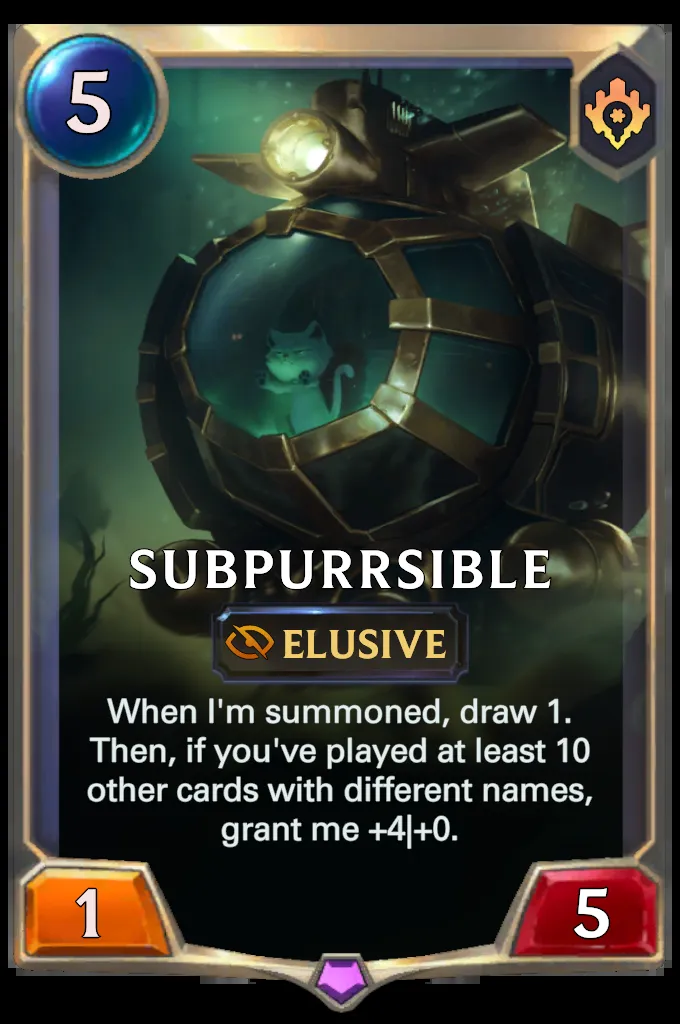 5
SUBPURRSIBLE
ELUSIVE
When I'm summoned, draw 1.
Then, if you've played at least 10
other cards with different names,
grant me +4|+0.
1
5